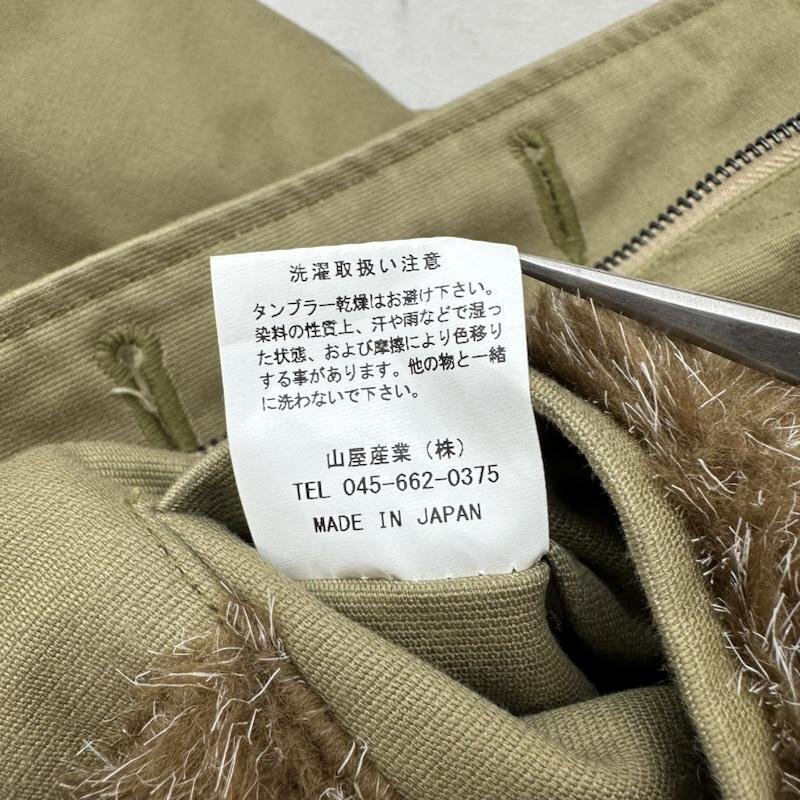 洗濯取扱い注意
タンブラー乾燥はお避け下さい。
染料の性質上、汗や雨などで湿っ
た状態、および摩擦により色移り
する事があります。他の物と一緒
に洗わないで下さい。
山屋産業（株）
TEL 045-662-0375
MADE IN JAPAN